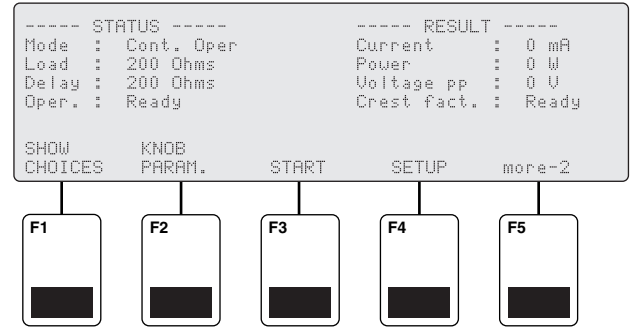 ----- STATUS ----- ----- RESULT -----
Mode : Cont. Oper Current : 0 mA
Load : 200 Ohms Power : 0 W
Delay : 200 Ohms Voltage pp : 0 V
Oper. : Ready Crest fact. : Ready
SHOW KNOB
CHOICES PARAM. START SETUP more-2
F1 F2 F3 F4 F5